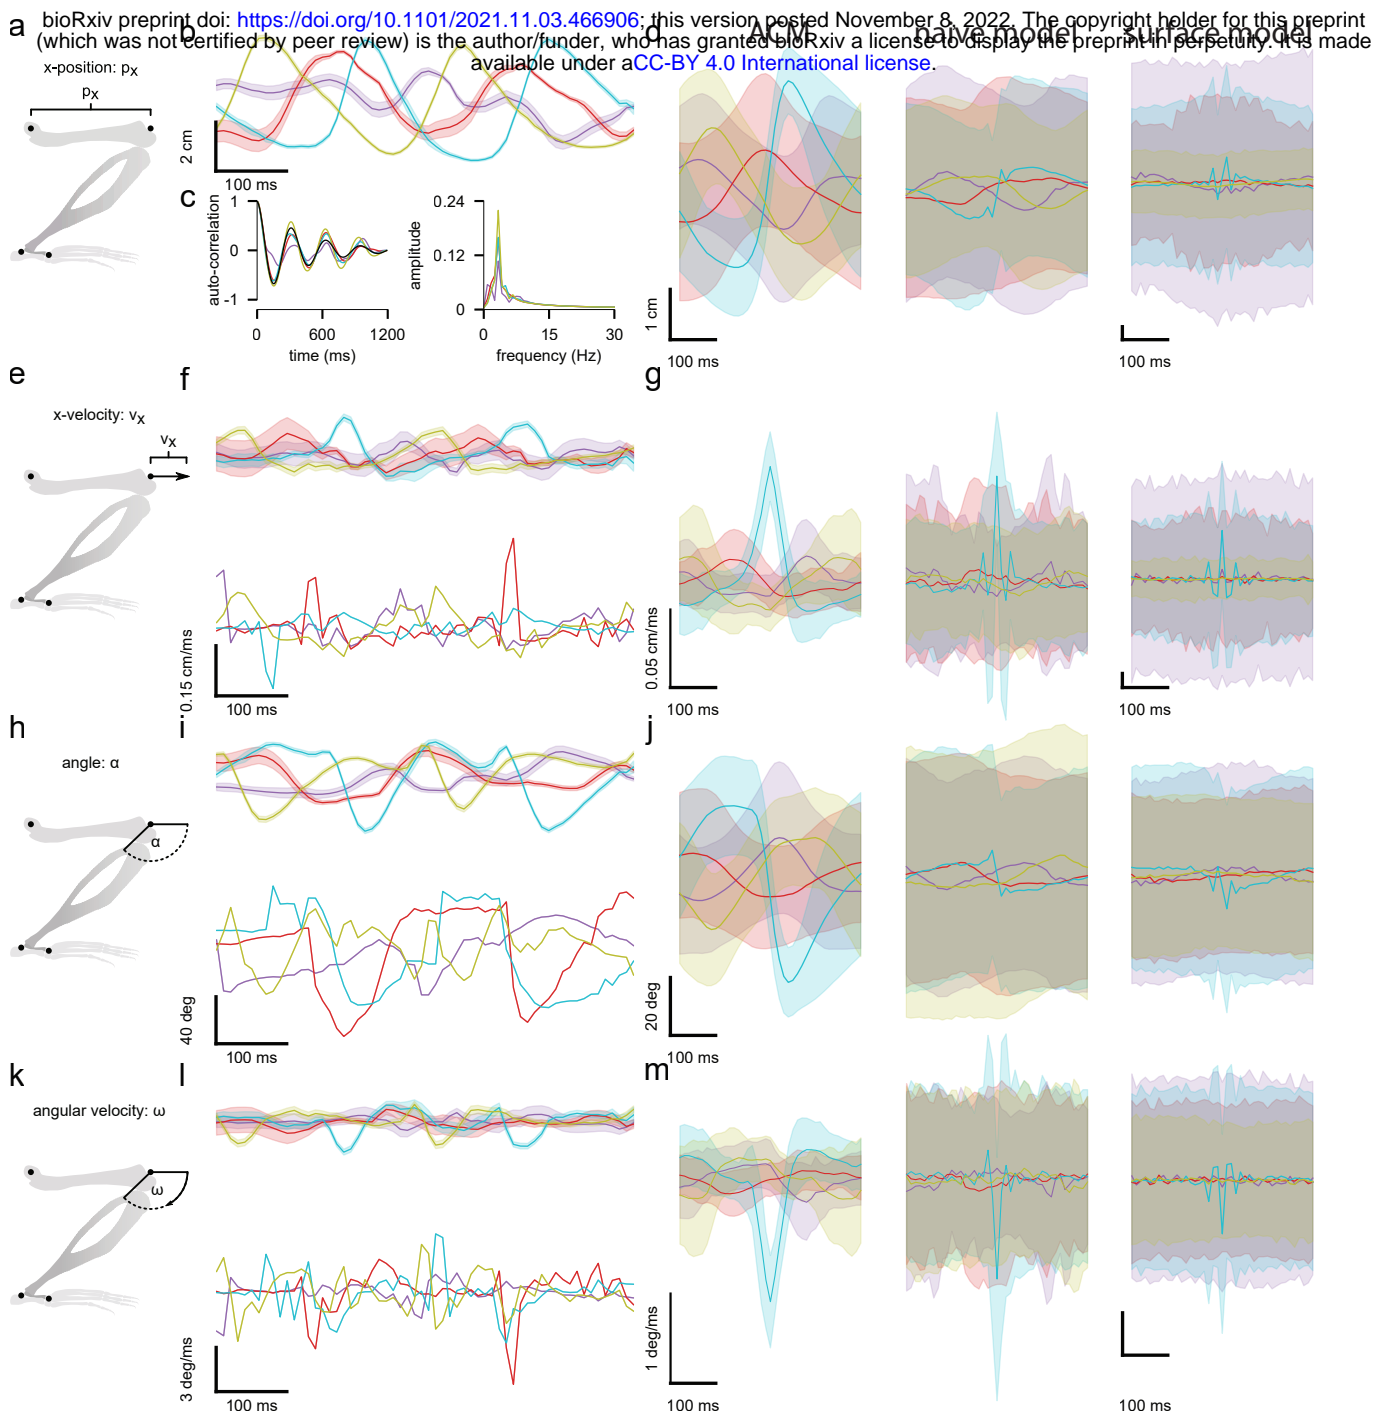 bioRxiv preprint doi: https://doi.org/10.1101/2021.11.03.466906; this version posted November 8, 2022. The copyright holder for this preprint
(which was not certified by peer review) is the author/funder, who has granted bioRxiv a license to display the preprint in perpetuity. It is made
available under aCC-BY 4.0 International license.
a
x-position: px
px
b
2 cm
100 ms
c
auto-correlation
1
0
-1
0 600 1200
time (ms)
amplitude
0.24
0.12
0
0 15 30
frequency (Hz)
d
ACM
naive model
surface model
1 cm
100 ms
100 ms
e
x-velocity: vx
vx
f
0.15 cm/ms
100 ms
g
0.05 cm/ms
100 ms
100 ms
h
angle: α
α
i
40 deg
100 ms
j
20 deg
100 ms
100 ms
k
angular velocity: ω
ω
l
3 deg/ms
100 ms
m
1 deg/ms
100 ms
100 ms